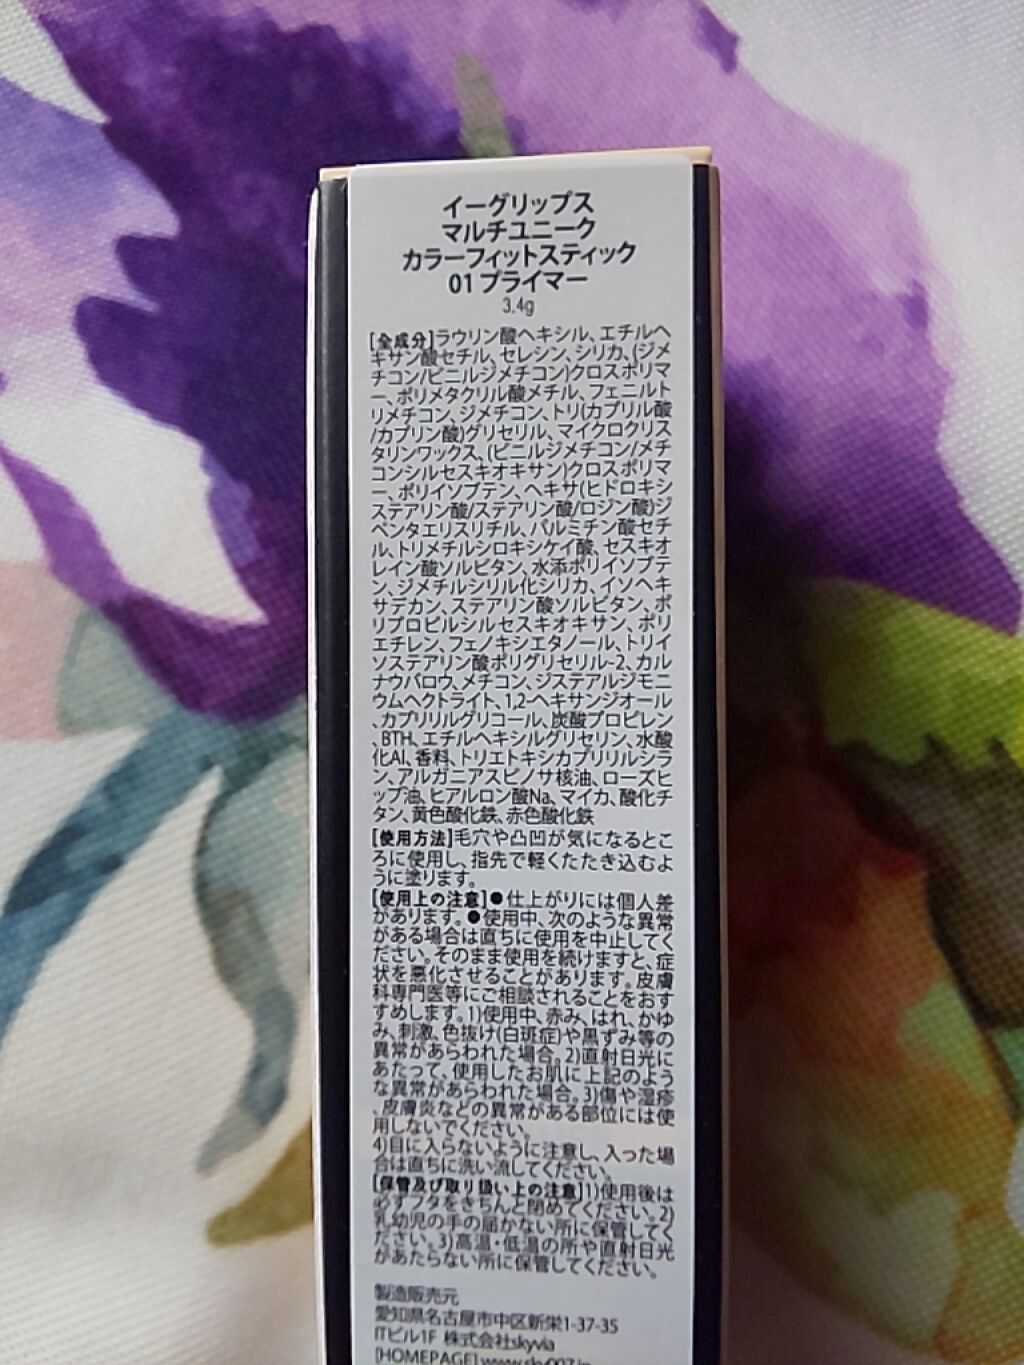 イーグリップス
マルチユニーク
カラーフィットスティック
01 プライマー
3.4g
[全成分]ラウリン酸ヘキシル、エチルヘ
キサン酸セチル、セレシン、シリカ、(ジメ
チコン/ビニルジメチコン)クロスポリマ
ー、ポリメタクリル酸メチル、フェニルト
リメチコン、ジメチコン、トリ(カプリル酸
/カプリン酸)グリセリル、マイクロクリス
タリンワックス、(ビニルジメチコン/メチ
コンシルセスキオキサン)クロスポリマ
ー、ポリイソブテン、ヘキサ(ヒドロキシ
ステアリン酸/ステアリン酸/ロジン酸)ジ
ペンタエリスリチル、パルミチン酸セチ
ル、トリメチルシロキシケイ酸、セスキオ
レイン酸ソルビタン、水添ポリイソブテ
ン、ジメチルシリル化シリカ、イソヘキ
サデカン、ステアリン酸ソルビタン、ポ
リプロピルシルセスキオキサン、ポリ
エチレン、フェノキシエタノール、トリイ
ソステアリン酸ポリグリセリル-2、カル
ナウバロウ、メチコン、ジステアルジモニ
ウムヘクトライト、1,2-ヘキサンジオール
、カプリリルグリコール、炭酸プロピレン
、BTH、エチルヘキシルグリセリン、水酸
化Al、香料、トリエトキシカプリリルシラ
ン、アルガニアスピノサ核油、ローズヒ
ップ油、ヒアルロン酸Na、マイカ、酸化チ
タン、黄色酸化鉄、赤色酸化鉄
[使用方法]毛穴や凸凹が気になるとこ
ろに使用し、指先で軽くたたき込むよ
うに塗ります。
[使用上の注意]●仕上がりには個人差
があります。●使用中、次のような異常
がある場合は直ちに使用を中止してく
ださい。そのまま使用を続けますと、症
状を悪化させることがあります。皮膚
科専門医等にご相談されることをおす
すめします。1)使用中、赤み、はれ、かゆ
み、刺激、色抜け(白斑症)や黒ずみ等の
異常があらわれた場合。2)直射日光に
あたって、使用したお肌に上記のよう
な異常があらわれた場合。3)傷や湿疹
、皮膚炎などの異常がある部位には使
用しないでください。
4)目に入らないように注意し、入った場
合は直ちに洗い流してください。
[保管及び取り扱い上の注意]1)使用後は
必ずフタをきちんと閉めてください。2)
乳幼児の手の届かない所に保管してく
ださい。3)高温・低温の所や直射日光
があたらない所に保管してください。
製造販売元
愛知県名古屋市中区新栄1-37-35
ITビル1F 株式会社skyvia
[HOMEPAGE] www.sky007.jp